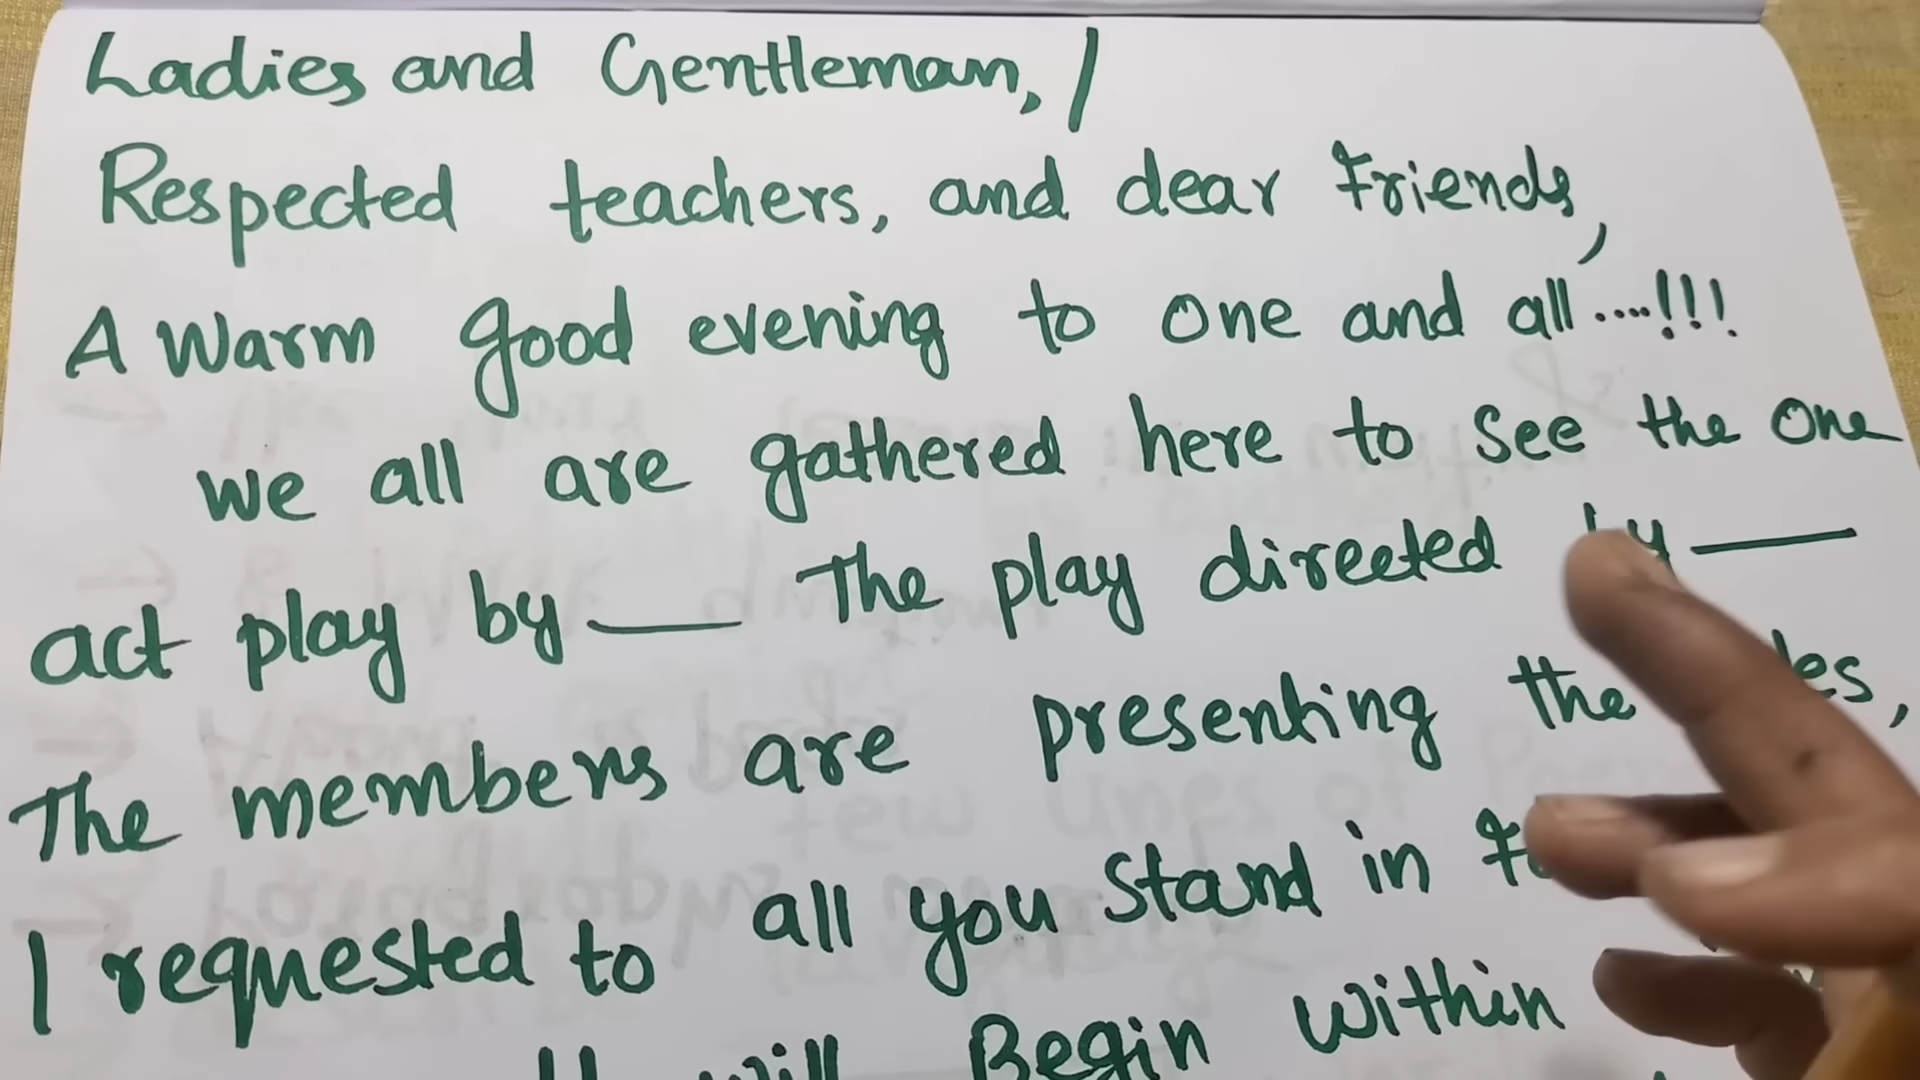 Ladies and Gentleman, /
Respected teachers, and dear friends,
A warm good evening to one and all....!!!
we all are gathered here to see the one
act play by ___ The play directed by ___
The members are presenting the
I requested to all you stand in
will Begin within